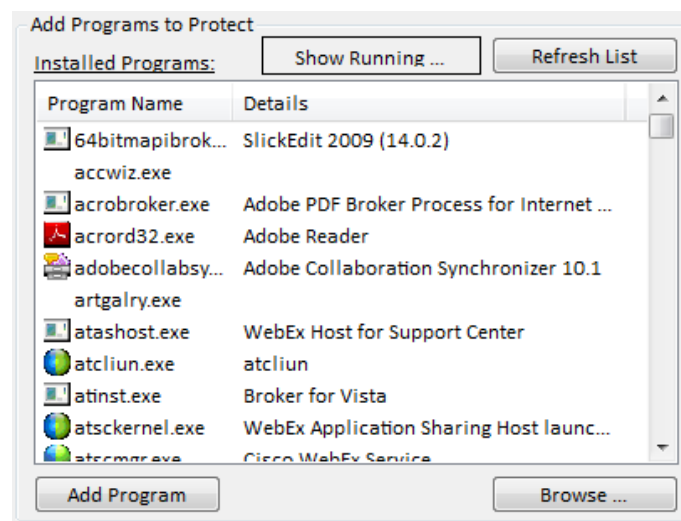 Add Programs to Protect
Installed Programs: Show Running ... Refresh List
Program Name Details
64bitmapibrok... SlickEdit 2009 (14.0.2)
accwiz.exe
acrobroker.exe Adobe PDF Broker Process for Internet ...
acrord32.exe Adobe Reader
adobecollabsy... Adobe Collaboration Synchronizer 10.1
artgalry.exe
atashost.exe WebEx Host for Support Center
atcliun.exe atcliun
atinst.exe Broker for Vista
atsckernel.exe WebEx Application Sharing Host launc...
atscmgr.exe Cisco WebEx Service
Add Program Browse ...